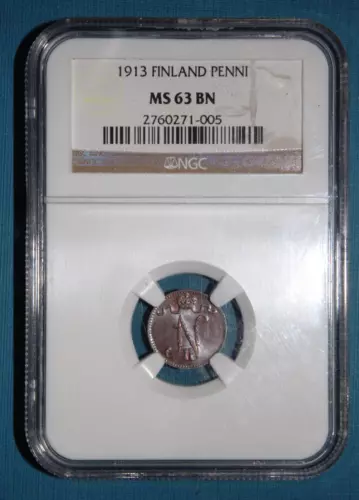 1913 FINLAND PENNI
MS 63 BN
2760271-005
NGC